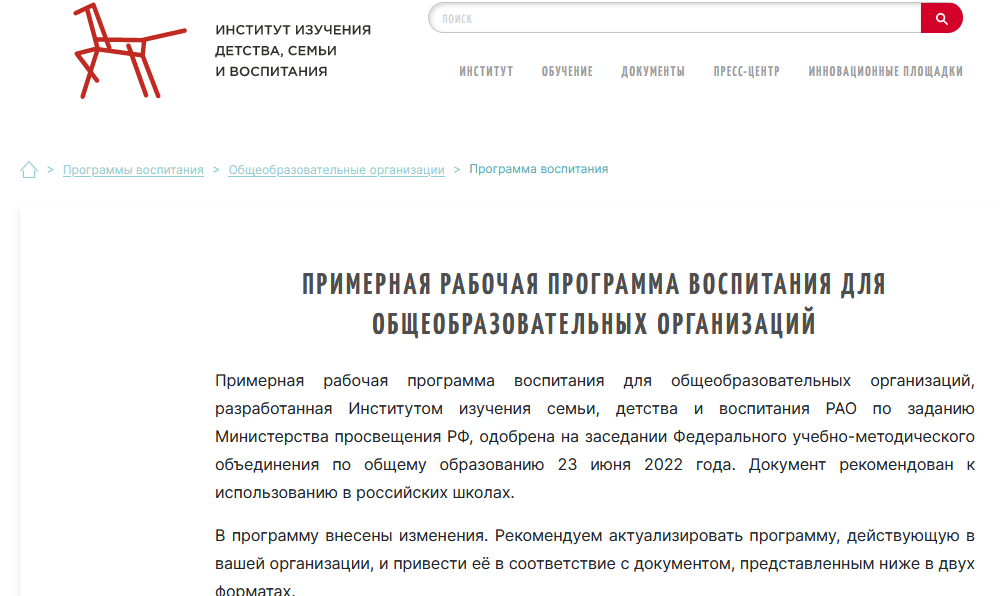 ИНСТИТУТ ИЗУЧЕНИЯ
ДЕТСТВА, СЕМЬИ
И ВОСПИТАНИЯ
ПОИСК
ИНСТИТУТ ОБУЧЕНИЕ ДОКУМЕНТЫ ПРЕСС-ЦЕНТР ИННОВАЦИОННЫЕ ПЛОЩАДКИ
> Программы воспитания > Общеобразовательные организации > Программа воспитания
ПРИМЕРНАЯ РАБОЧАЯ ПРОГРАММА ВОСПИТАНИЯ ДЛЯ
ОБЩЕОБРАЗОВАТЕЛЬНЫХ ОРГАНИЗАЦИЙ
Примерная рабочая программа воспитания для общеобразовательных организаций,
разработанная Институтом изучения семьи, детства и воспитания РАО по заданию
Министерства просвещения РФ, одобрена на заседании Федерального учебно-методического
объединения по общему образованию 23 июня 2022 года. Документ рекомендован к
использованию в российских школах.
В программу внесены изменения. Рекомендуем актуализировать программу, действующую в
вашей организации, и привести её в соответствие с документом, представленным ниже в двух
форматах.